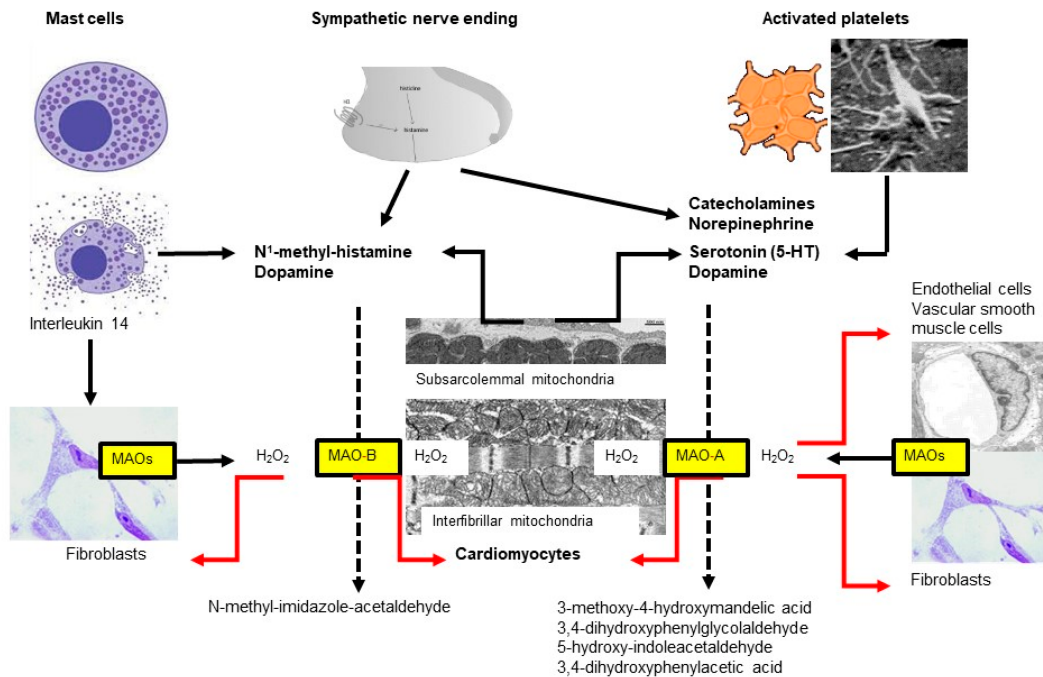 Mast cells
Sympathetic nerve ending
Activated platelets
histamine
Catecholamines
Norepinephrine
N¹-methyl-histamine
Dopamine
Serotonin (5-HT)
Dopamine
Endothelial cells
Vascular smooth
muscle cells
Interleukin 14
Subsarcolemmal mitochondria
MAOs
H₂O₂
MAO-B
H₂O₂
H₂O₂
MAO-A
H₂O₂
MAOs
Interfibrillar mitochondria
Fibroblasts
Cardiomyocytes
Fibroblasts
N-methyl-imidazole-acetaldehyde
3-methoxy-4-hydroxymandelic acid
3,4-dihydroxyphenylglycolaldehyde
5-hydroxy-indoleacetaldehyde
3,4-dihydroxyphenylacetic acid